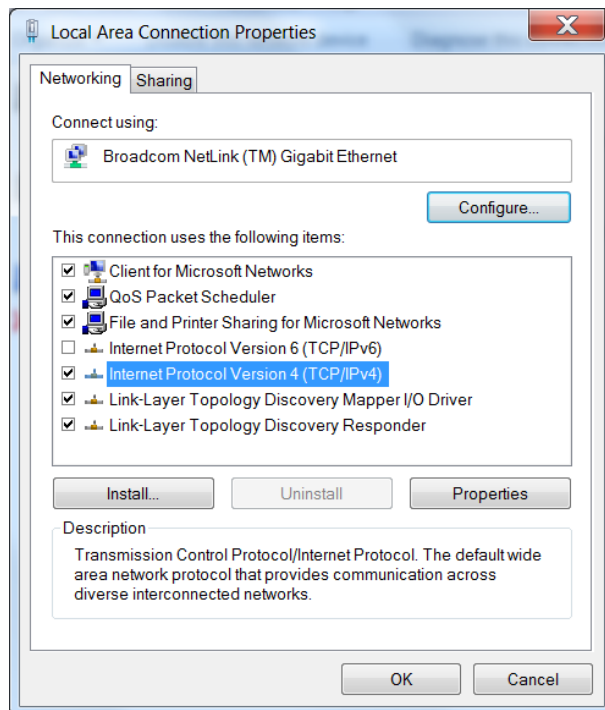 Local Area Connection Properties
Networking
Sharing
Connect using:
Broadcom NetLink (TM) Gigabit Ethernet
Configure...
This connection uses the following items:
Client for Microsoft Networks
QoS Packet Scheduler
File and Printer Sharing for Microsoft Networks
Internet Protocol Version 6 (TCP/IPv6)
Internet Protocol Version 4 (TCP/IPv4)
Link-Layer Topology Discovery Mapper I/O Driver
Link-Layer Topology Discovery Responder
Install...
Uninstall
Properties
Description
Transmission Control Protocol/Internet Protocol. The default wide
area network protocol that provides communication across
diverse interconnected networks.
OK
Cancel